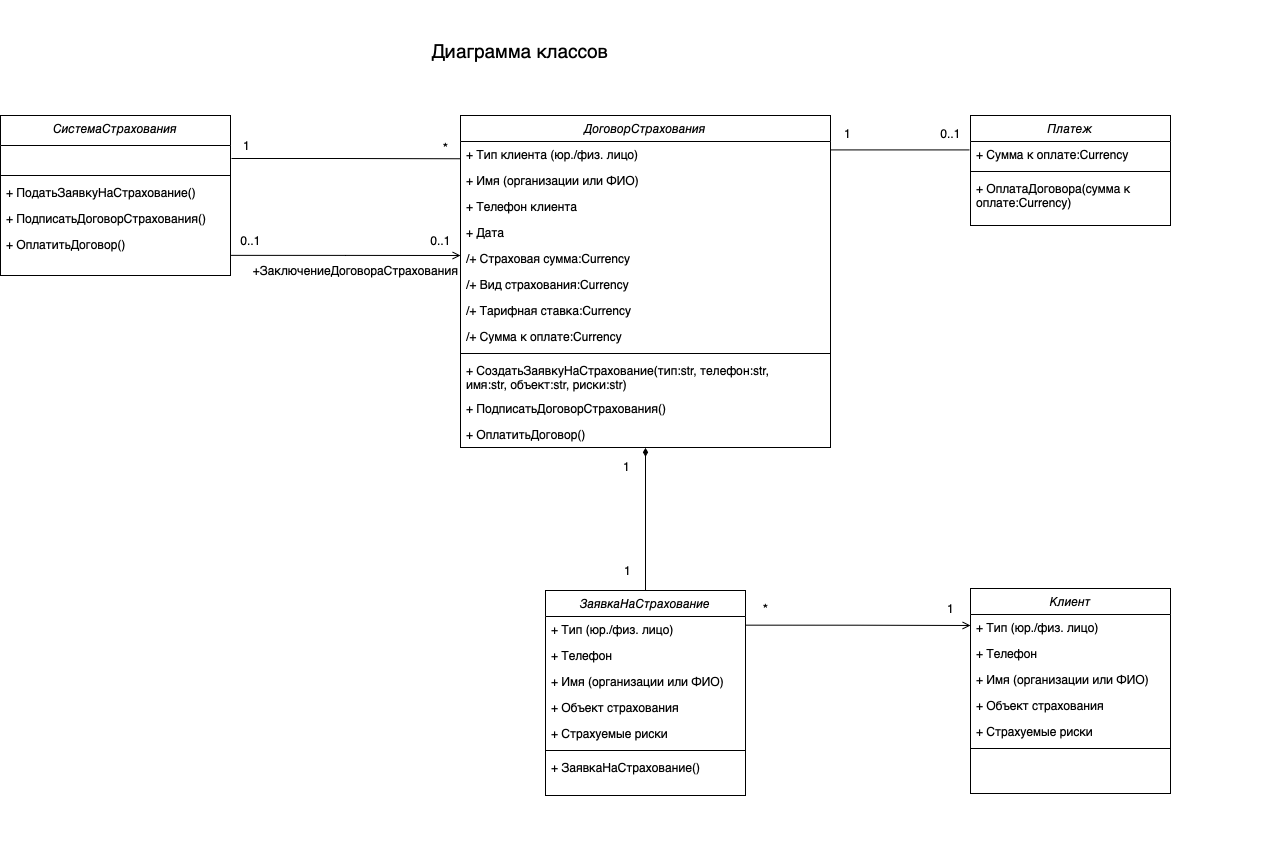 Диаграмма классов
СистемаСтрахования
+ ПодатьЗаявкуНаСтрахование()
+ ПодписатьДоговорСтрахования()
+ ОплатитьДоговор()
1
*
0..1
0..1
+ЗаключениеДоговораСтрахования
ДоговорСтрахования
+ Тип клиента (юр./физ. лицо)
+ Имя (организации или ФИО)
+ Телефон клиента
+ Дата
/+ Страховая сумма:Currency
/+ Вид страхования:Currency
/+ Тарифная ставка:Currency
/+ Сумма к оплате:Currency
+ СоздатьЗаявкуНаСтрахование(тип:str, телефон:str,
имя:str, объект:str, риски:str)
+ ПодписатьДоговорСтрахования()
+ ОплатитьДоговор()
1
0..1
Платеж
+ Сумма к оплате:Currency
+ ОплатаДоговора(сумма к
оплате:Currency)
1
1
ЗаявкаНаСтрахование
+ Тип (юр./физ. лицо)
+ Телефон
+ Имя (организации или ФИО)
+ Объект страхования
+ Страхуемые риски
+ ЗаявкаНаСтрахование()
*
1
Клиент
+ Тип (юр./физ. лицо)
+ Телефон
+ Имя (организации или ФИО)
+ Объект страхования
+ Страхуемые риски